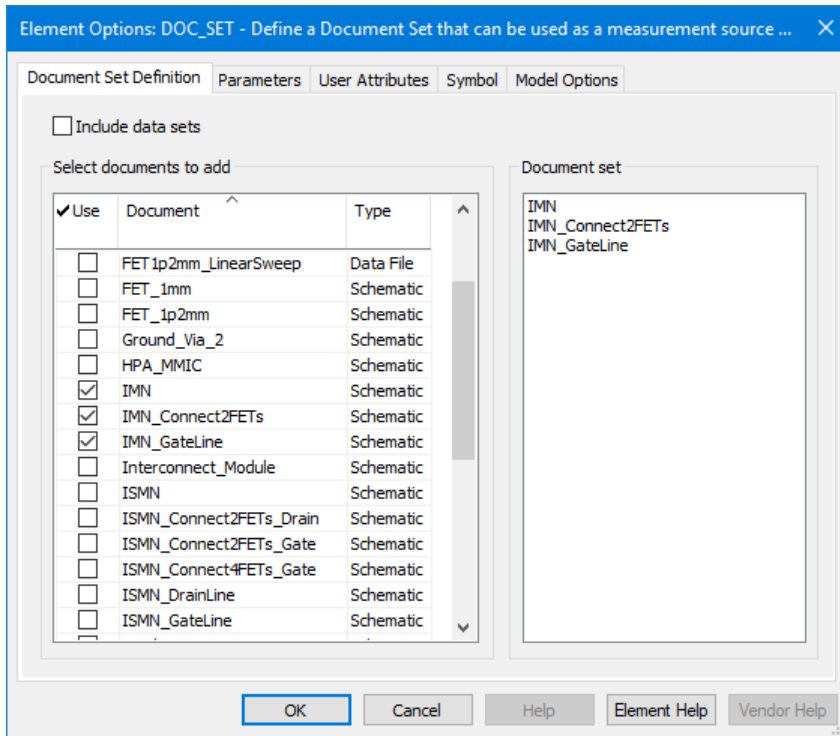 Element Options: DOC_SET - Define a Document Set that can be used as a measurement source ...
Document Set Definition Parameters User Attributes Symbol Model Options
Include data sets
Select documents to add
Use Document Type
FET1p2mm_LinearSweep Data File
FET_1mm Schematic
FET_1p2mm Schematic
Ground_Via_2 Schematic
HPA_MMIC Schematic
IMN Schematic
IMN_Connect2FETs Schematic
IMN_GateLine Schematic
Interconnect_Module Schematic
ISMN Schematic
ISMN_Connect2FETs_Drain Schematic
ISMN_Connect2FETs_Gate Schematic
ISMN_Connect4FETs_Gate Schematic
ISMN_DrainLine Schematic
ISMN_GateLine Schematic
Document set
IMN
IMN_Connect2FETs
IMN_GateLine
OK Cancel Help Element Help Vendor Help